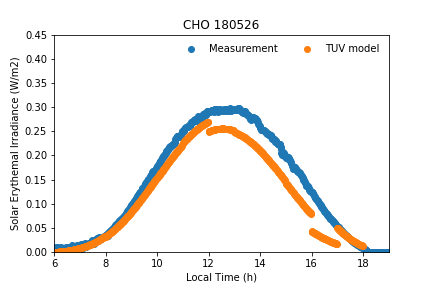 CHO 180526
Measurement
TUV model
Solar Erythemal Irradiance (W/m2)
0.45
0.40
0.35
0.30
0.25
0.20
0.15
0.10
0.05
0.00
6 8 10 12 14 16 18
Local Time (h)